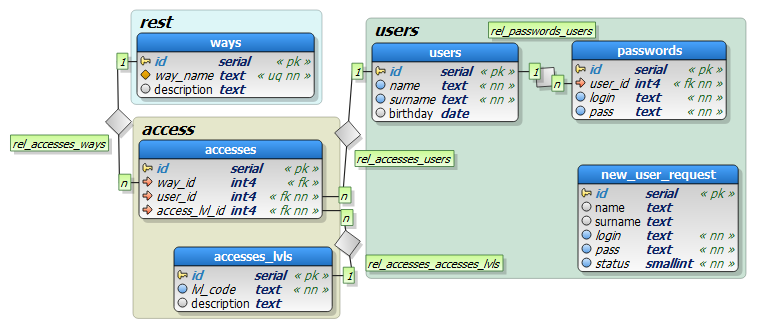 rest
ways
id serial « pk »
way_name text « uq nn »
description text
rel_accesses_ways
1
n
access
accesses
id serial « pk »
way_id int4 « fk »
user_id int4 « fk nn »
access_lvl_id int4 « fk nn »
accesses_lvls
id serial « pk »
lvl_code text « nn »
description text
1
n
rel_accesses_users
n
1
rel_accesses_accesses_lvls
users
users
id serial « pk »
name text « nn »
surname text « nn »
birthday date
rel_passwords_users
1
n
passwords
user_id int4 « fk nn »
login text « nn »
pass text « nn »
new_user_request
id serial « pk »
name text
surname text
login text « nn »
pass text « nn »
status smallint « nn »